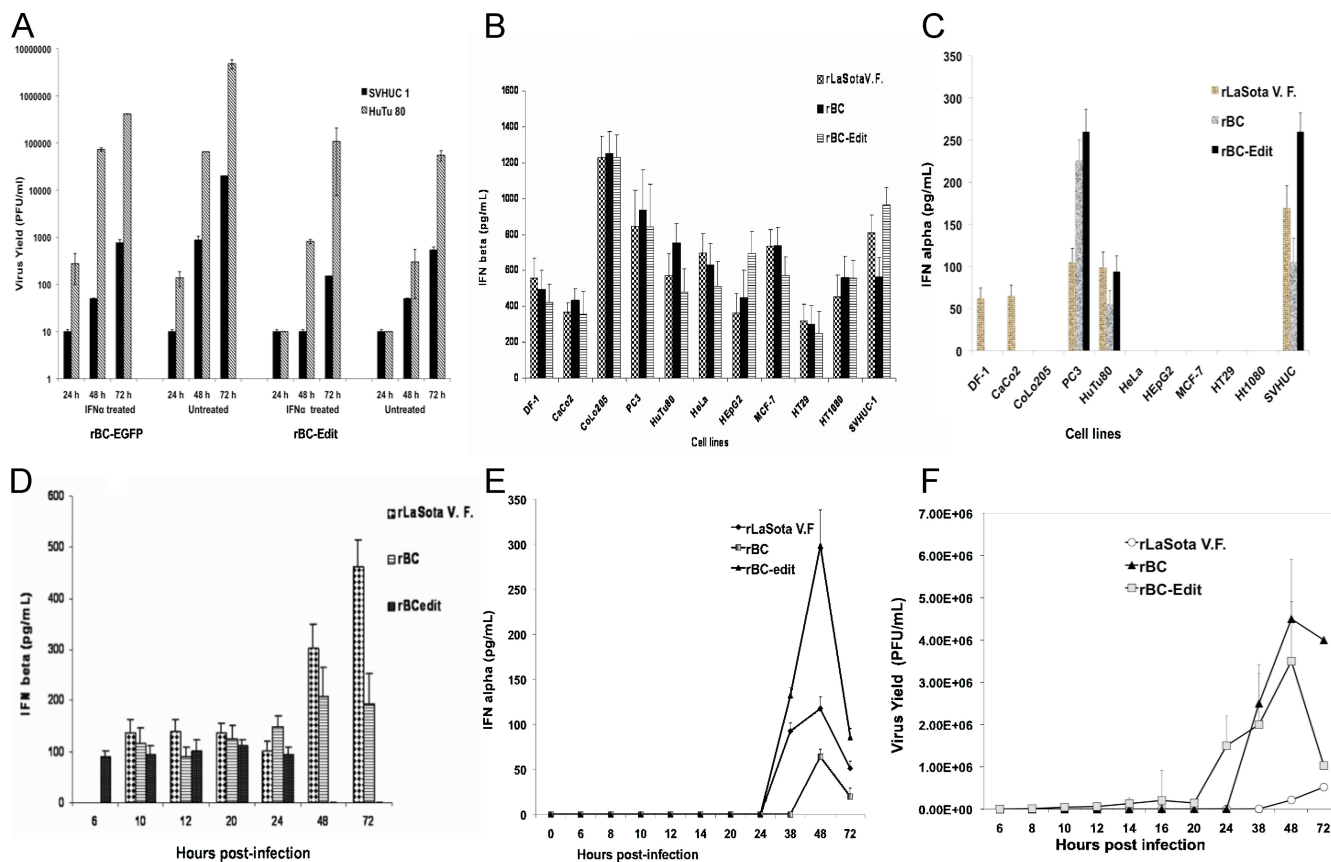 A
Virus Yield (PFU/ml)
10000000
1000000
100000
10000
1000
100
10
1
SVHUC 1
HuTu 80
24 h 48 h 72 h 24 h 48 h 72 h 24 h 48 h 72 h 24 h 48 h 72 h
IFNα treated Untreated IFNα treated Untreated
rBC-EGFP rBC-Edit
B
IFN beta (pg/mL)
1600
1400
1200
1000
800
600
400
200
0
rLaSotaV.F.
rBC
rBC-Edit
DF-1 CaCo2 CoLo205 PC3 HuTu80 HeLa HEpG2 MCF-7 HT29 HT1080 SVHUC-1
Cell lines
C
IFN alpha (pg/mL)
350
300
250
200
150
100
50
0
rLaSota V. F.
rBC
rBC-Edit
DF-1 CaCo2 CoLo205 PC3 HuTu80 HeLa HEpG2 MCF-7 HT29 Ht1080 SVHUC
Cell lines
D
IFN beta (pg/mL)
600
500
400
300
200
100
0
rLaSota V. F.
rBC
rBCedit
6 10 12 20 24 48 72
Hours post-infection
E
IFN alpha (pg/mL)
350
300
250
200
150
100
50
0
rLaSota V.F
rBC
rBC-edit
0 6 8 10 12 14 20 24 38 48 72
Hours post-infection
F
Virus Yield (PFU/mL)
7.00E+06
6.00E+06
5.00E+06
4.00E+06
3.00E+06
2.00E+06
1.00E+06
0.00E+00
rLaSota V.F.
rBC
rBC-Edit
6 8 10 12 14 16 20 24 38 48 72
Hours post-infection